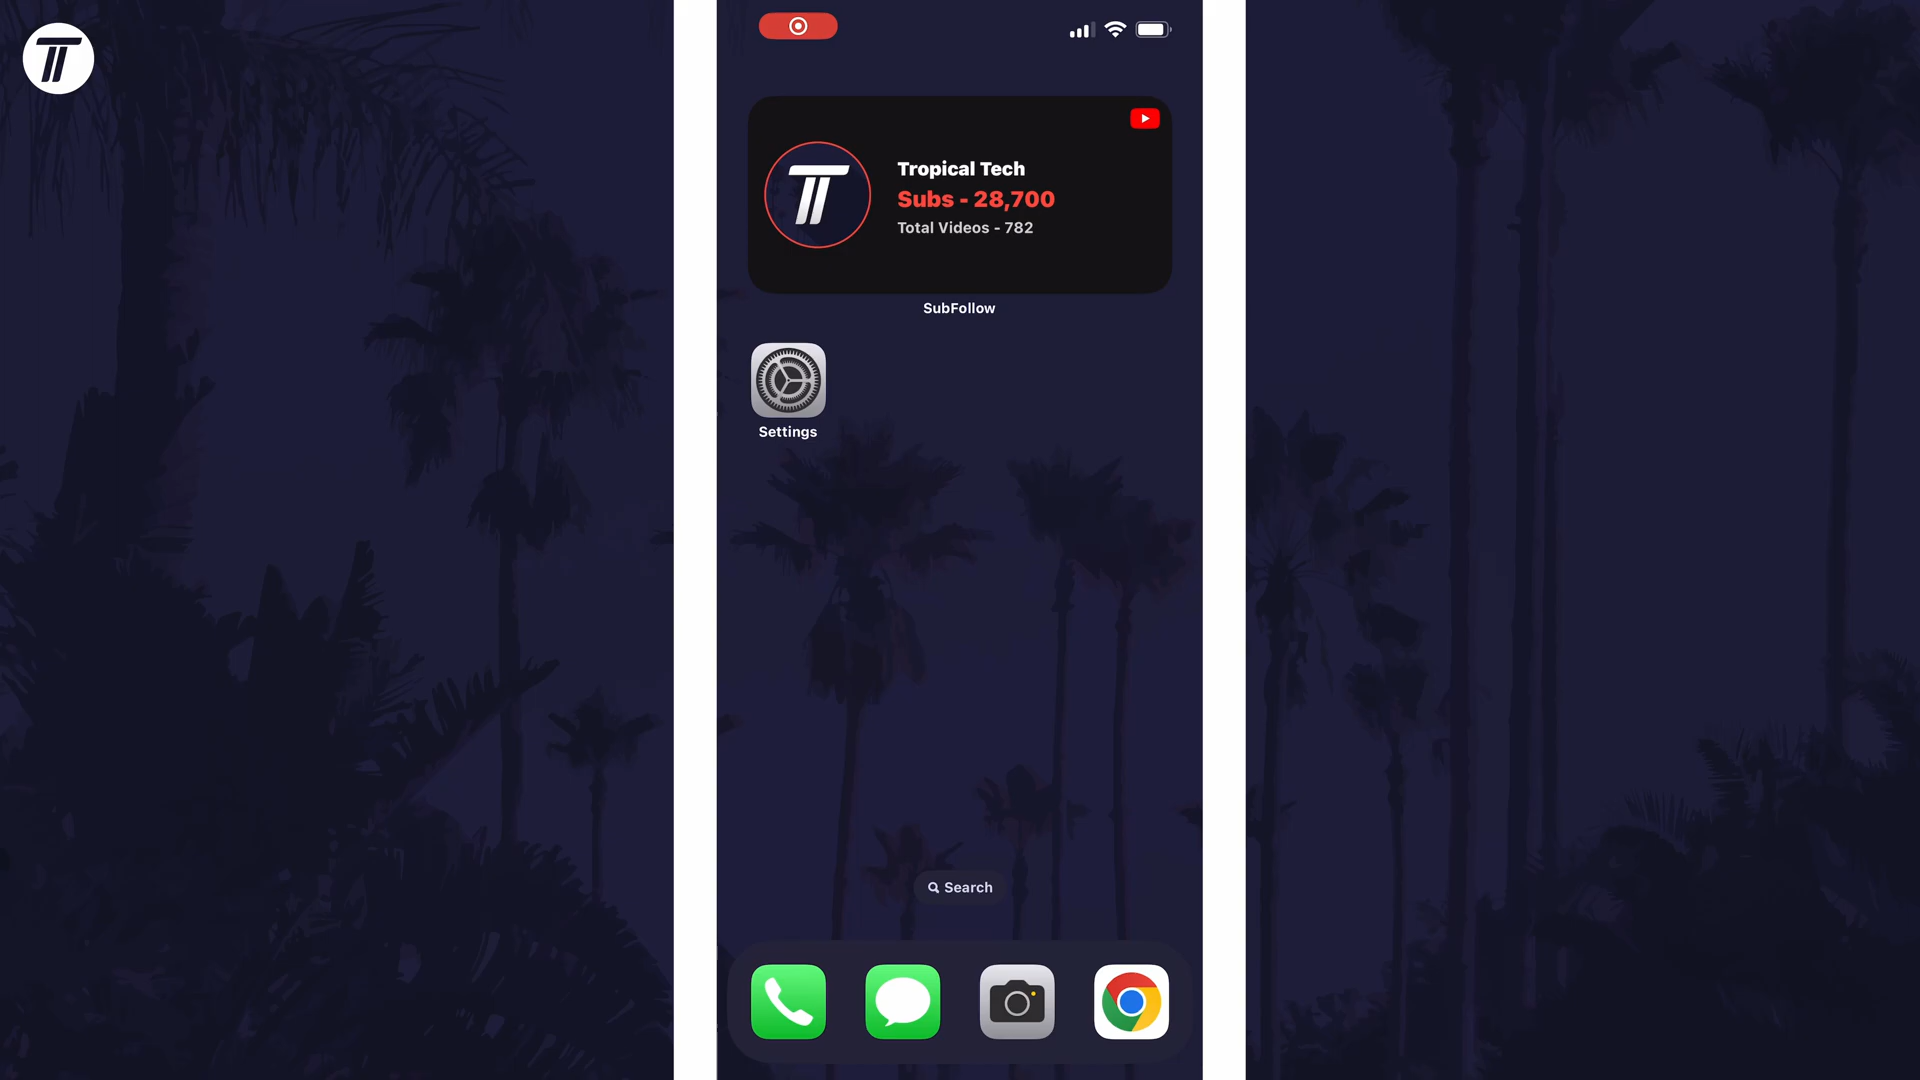 Tropical Tech
Subs - 28,700
Total Videos - 782
SubFollow
Settings
Search